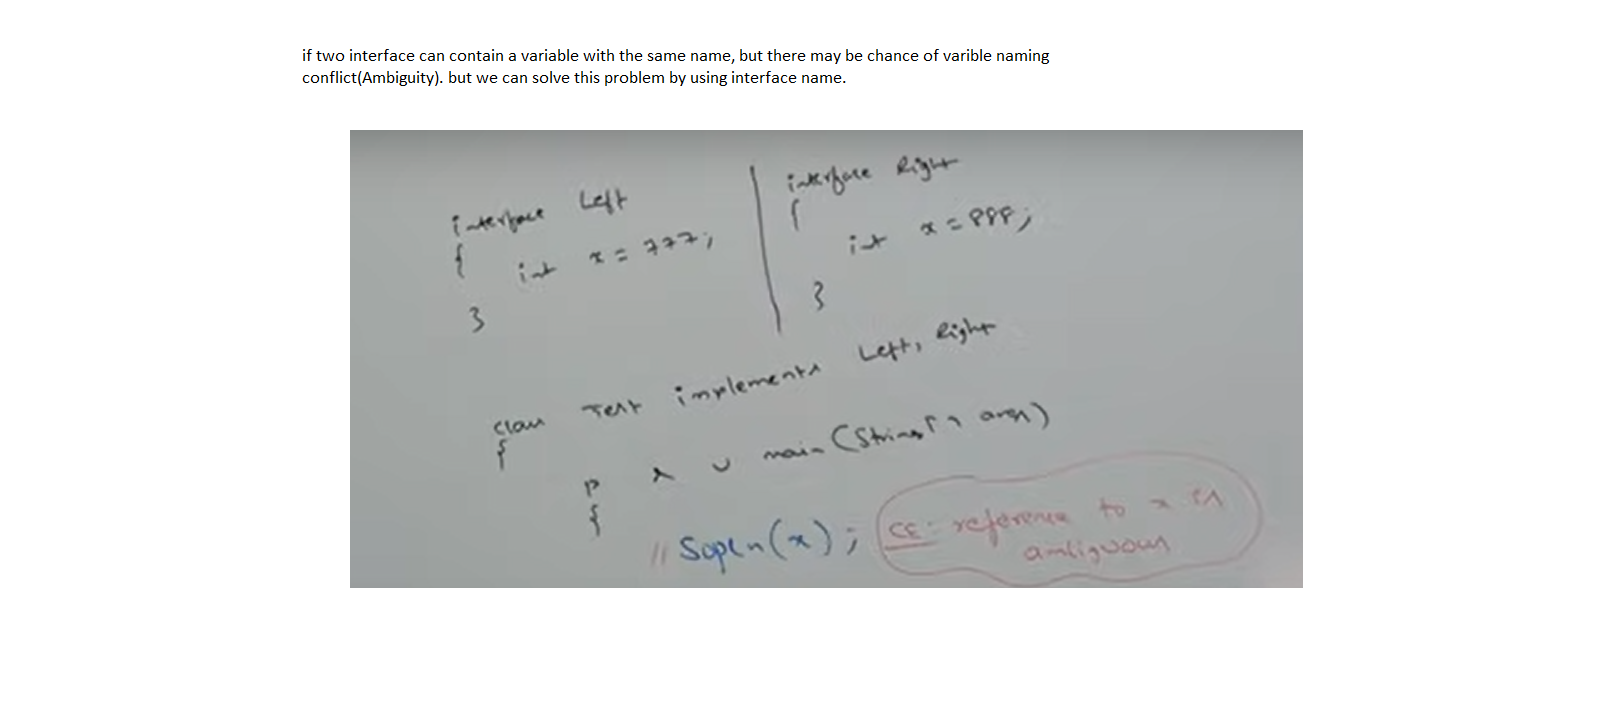 if two interface can contain a variable with the same name, but there may be chance of varible naming
conflict(Ambiguity). but we can solve this problem by using interface name.
interface Left
{
int x = 777;
}
interface Right
{
int x = 888;
}
class Test implements Left, Right
{
p s v main (String[] args)
{
// Sopln(x); CE: reference to x is
ambiguous